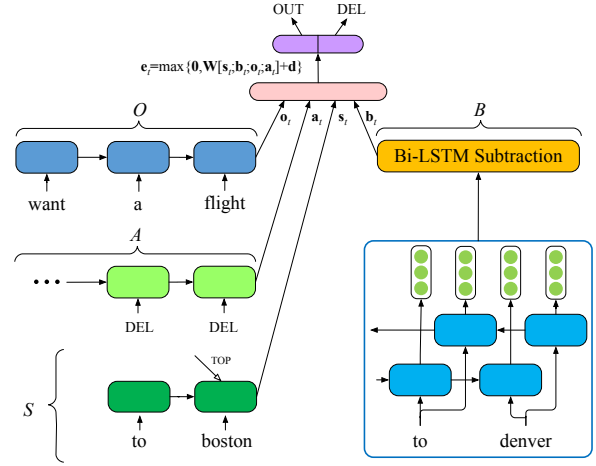 OUT DEL
e_t=max{0,W[s_t;b_t;o_t;a_t]+d}
o_t a_t s_t b_t
O
B
Bi-LSTM Subtraction
want a flight
A
•••
DEL DEL
TOP
S
to boston
to denver